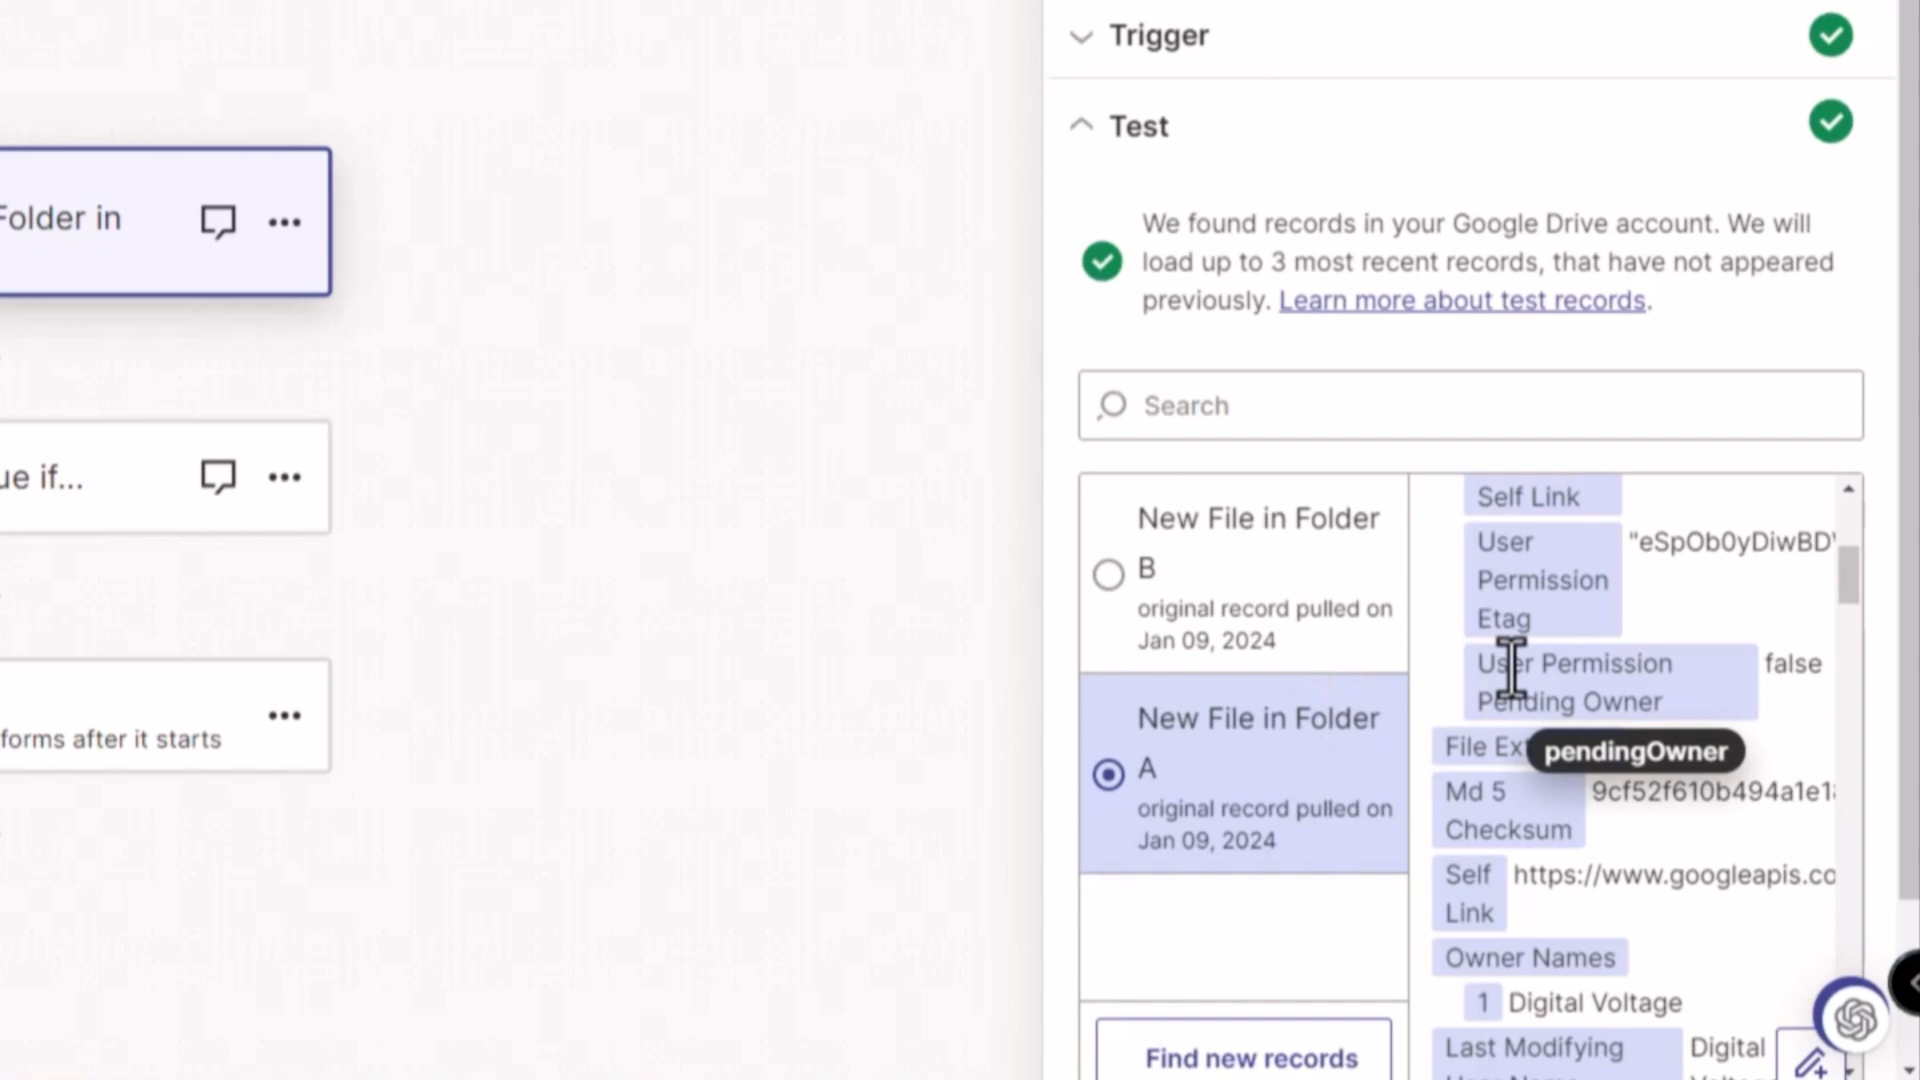 Trigger
Test
Folder in
We found records in your Google Drive account. We will
load up to 3 most recent records, that have not appeared
previously. Learn more about test records.
Search
ue if...
New File in Folder
B
original record pulled on
Jan 09, 2024
New File in Folder
A
original record pulled on
Jan 09, 2024
Find new records
forms after it starts
Self Link
User "eSpOb0yDiwBD
Permission
Etag
User Permission false
Pending Owner
File Ex
pendingOwner
Md 5 9cf52f610b494a1e1
Checksum
Self https://www.googleapis.co
Link
Owner Names
1 Digital Voltage
Last Modifying Digital